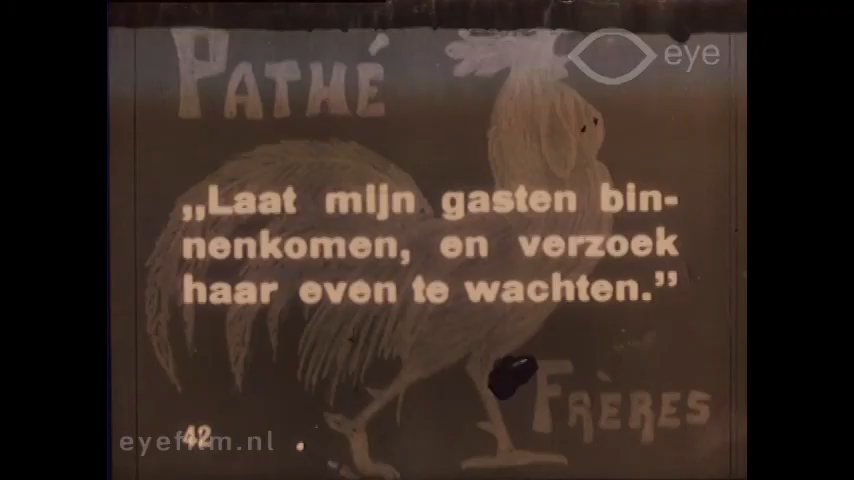 PATHÉ
eye
„Laat mijn gasten bin-
nenkomen, en verzoek
haar even te wachten.”
FRÈRES
42
eyefilm.nl